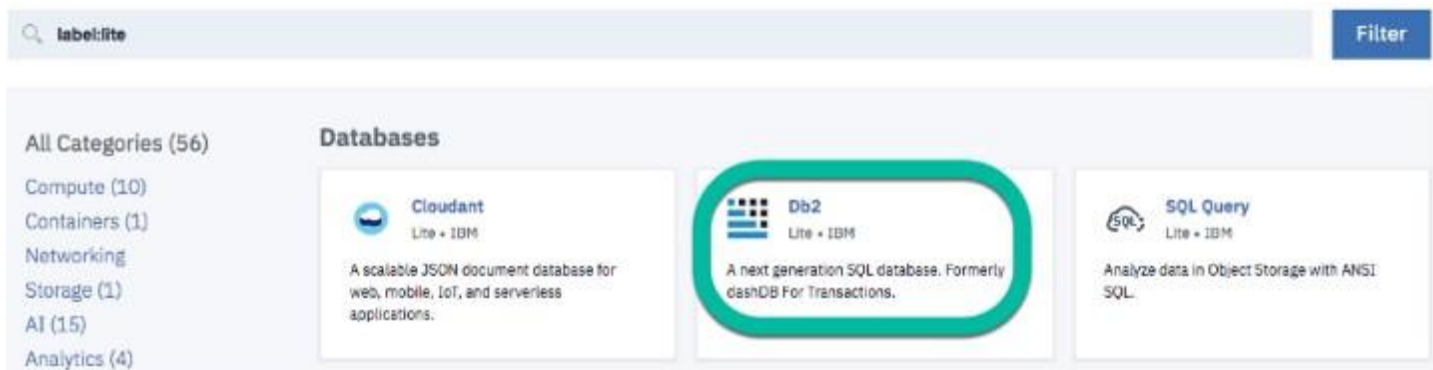 label:lite
Filter
All Categories (56)
Compute (10)
Containers (1)
Networking
Storage (1)
AI (15)
Analytics (4)
Databases
Cloudant
Lite • IBM
A scalable JSON document database for
web, mobile, IoT, and serverless
applications.
Db2
Lite • IBM
A next generation SQL database. Formerly
dashDB For Transactions.
SQL
SQL Query
Lite • IBM
Analyze data in Object Storage with ANSI
SQL.